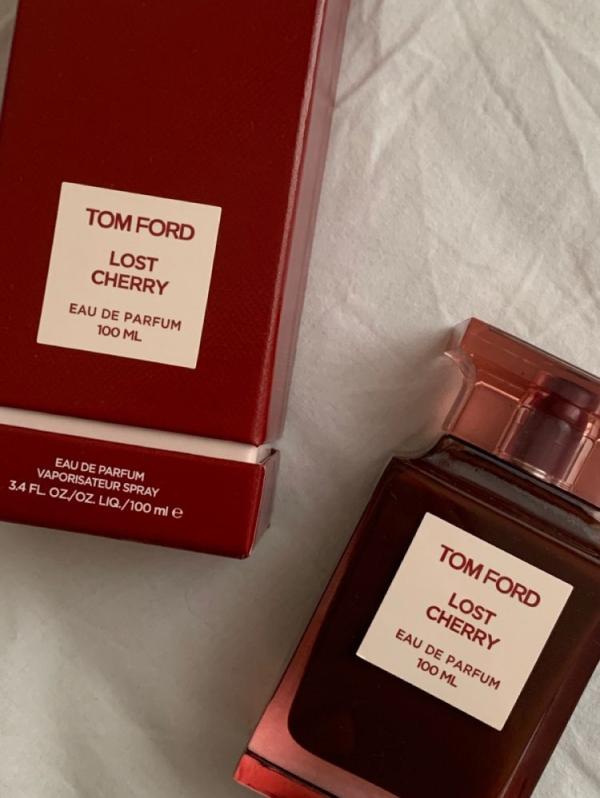 TOM FORD
LOST
CHERRY
EAU DE PARFUM
100 ML
EAU DE PARFUM
VAPORISATEUR SPRAY
3.4 FL. OZ/OZ. LIQ./100 ml ℮
TOM FORD
LOST
CHERRY
EAU DE PARFUM
100 ML